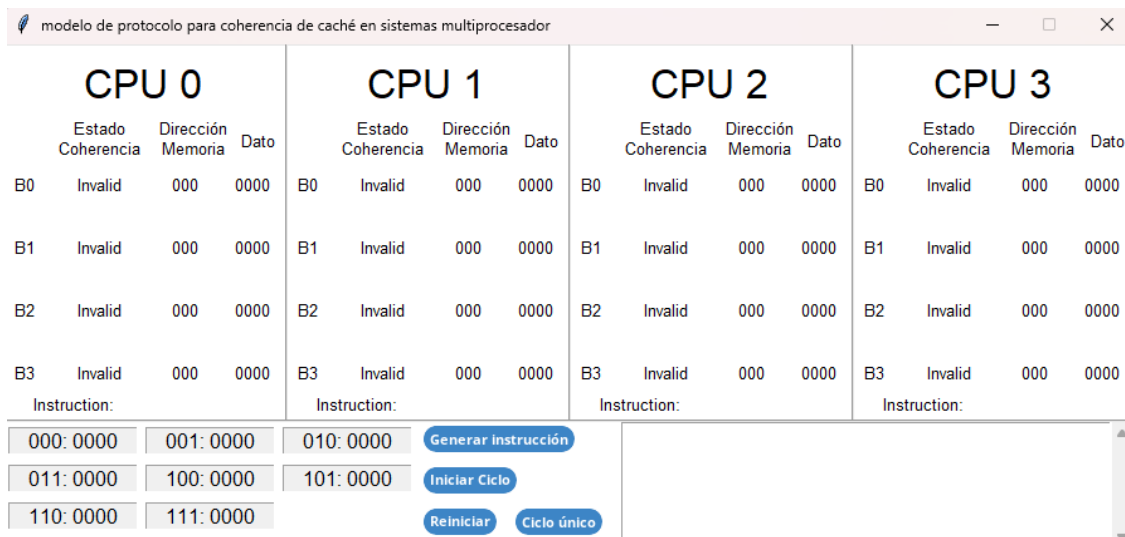 modelo de protocolo para coherencia de caché en sistemas multiprocesador
CPU 0
Estado Coherencia Dirección Memoria Dato
B0 Invalid 000 0000
B1 Invalid 000 0000
B2 Invalid 000 0000
B3 Invalid 000 0000
Instruction:
CPU 1
Estado Coherencia Dirección Memoria Dato
B0 Invalid 000 0000
B1 Invalid 000 0000
B2 Invalid 000 0000
B3 Invalid 000 0000
Instruction:
CPU 2
Estado Coherencia Dirección Memoria Dato
B0 Invalid 000 0000
B1 Invalid 000 0000
B2 Invalid 000 0000
B3 Invalid 000 0000
Instruction:
CPU 3
Estado Coherencia Dirección Memoria Dato
B0 Invalid 000 0000
B1 Invalid 000 0000
B2 Invalid 000 0000
B3 Invalid 000 0000
Instruction:
000: 0000 001: 0000 010: 0000
011: 0000 100: 0000 101: 0000
110: 0000 111: 0000
Generar instrucción
Iniciar Ciclo
Reiniciar Ciclo único